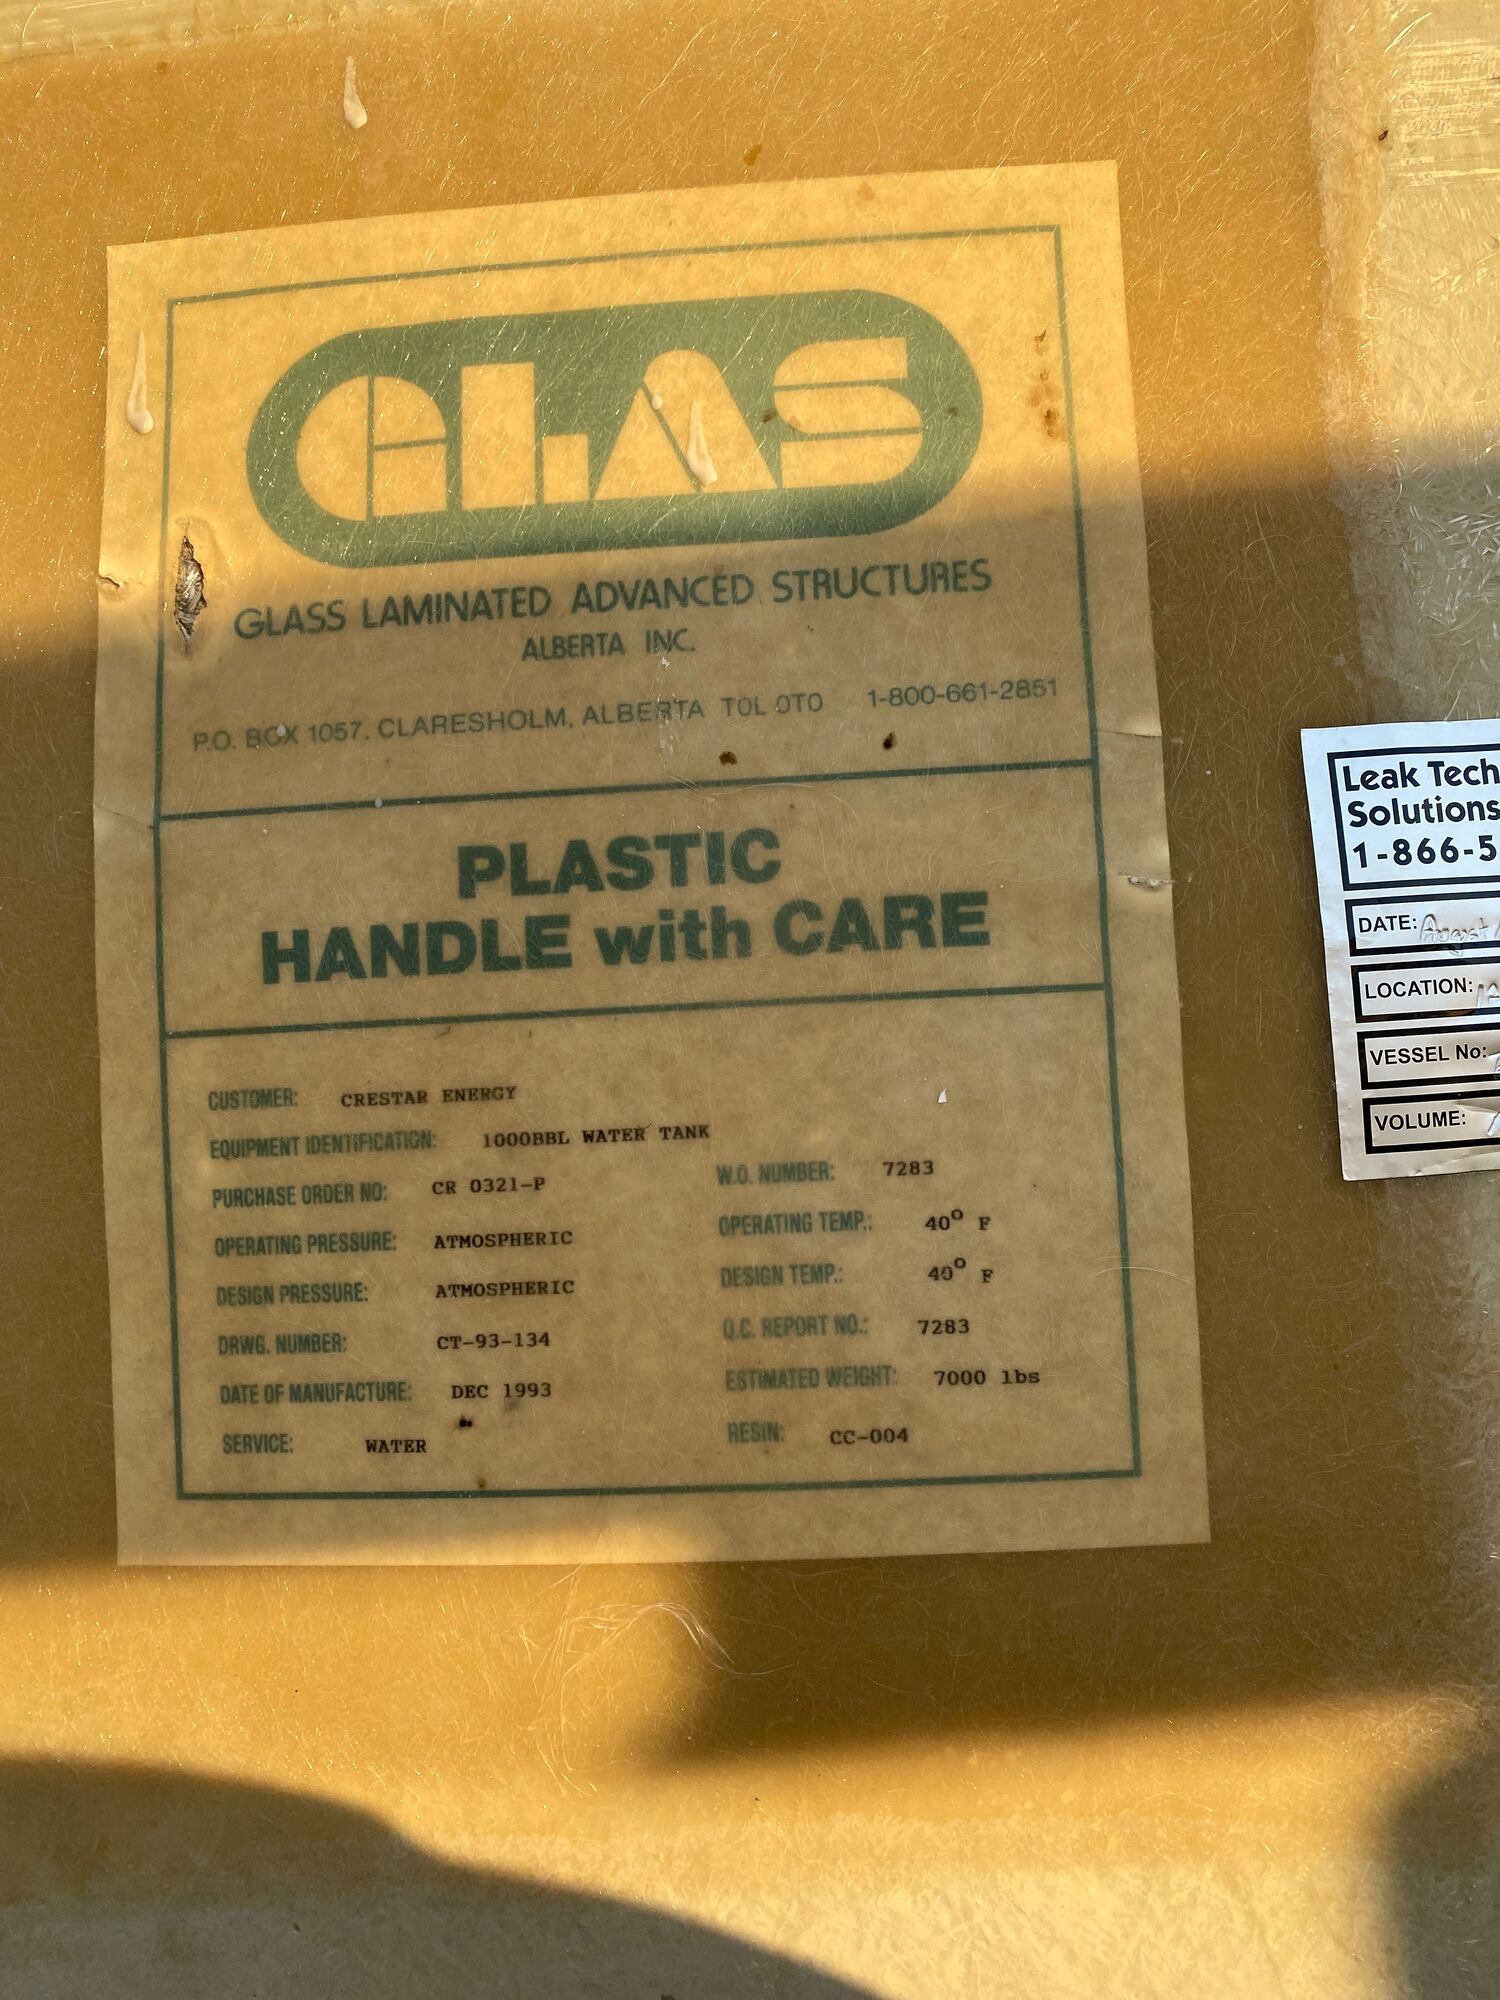 GLAS
GLASS LAMINATED ADVANCED STRUCTURES
ALBERTA INC.
P.O. BOX 1057, CLARESHOLM, ALBERTA TOL OTO 1-800-661-2851
PLASTIC
HANDLE with CARE
CUSTOMER: CRESTAR ENERGY
EQUIPMENT IDENTIFICATION: 1000BBL WATER TANK
PURCHASE ORDER NO: CR 0321-P
W.O. NUMBER: 7283
OPERATING PRESSURE: ATMOSPHERIC
OPERATING TEMP.: 40° F
DESIGN PRESSURE: ATMOSPHERIC
DESIGN TEMP.: 40° F
DRWG. NUMBER: CT-93-134
Q.C. REPORT NO.: 7283
DATE OF MANUFACTURE: DEC 1993
ESTIMATED WEIGHT: 7000 lbs
SERVICE: WATER
RESIN: CC-004
Leak Tech
Solutions
1-866-5
DATE: August
LOCATION:
VESSEL No:
VOLUME: